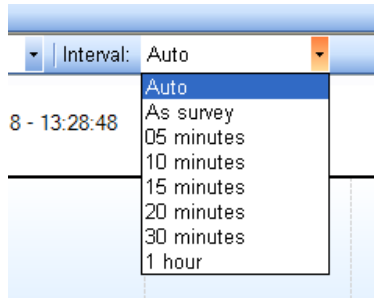 Interval: Auto
Auto
As survey
8 - 13:28:48
05 minutes
10 minutes
15 minutes
20 minutes
30 minutes
1 hour